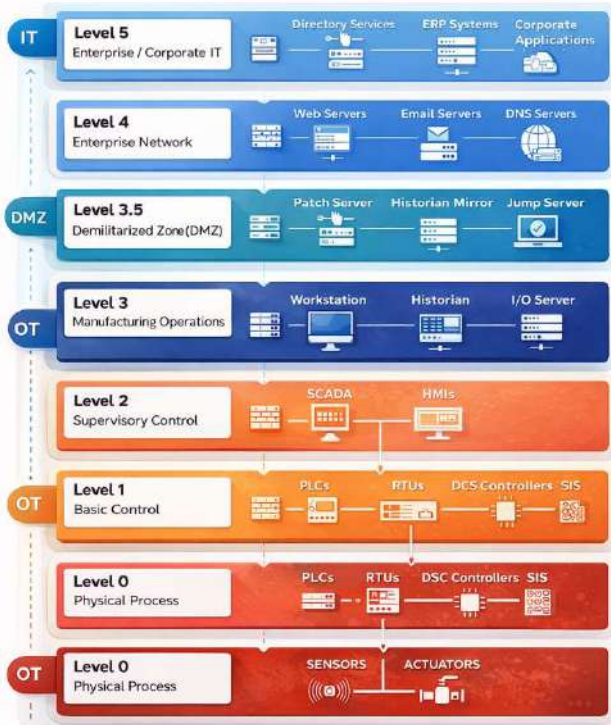 IT
Level 5
Enterprise / Corporate IT
Directory Services
ERP Systems
Corporate
Applications
Level 4
Enterprise Network
Web Servers
Email Servers
DNS Servers
DMZ
Level 3.5
Demilitarized Zone(DMZ)
Patch Server
Historian Mirror
Jump Server
OT
Level 3
Manufacturing Operations
Workstation
Historian
I/O Server
Level 2
Supervisory Control
SCADA
HMIs
OT
Level 1
Basic Control
PLCs
RTUs
DCS Controllers
SIS
Level 0
Physical Process
PLCs
RTUs
DSC Controllers
SIS
OT
Level 0
Physical Process
SENSORS
ACTUATORS